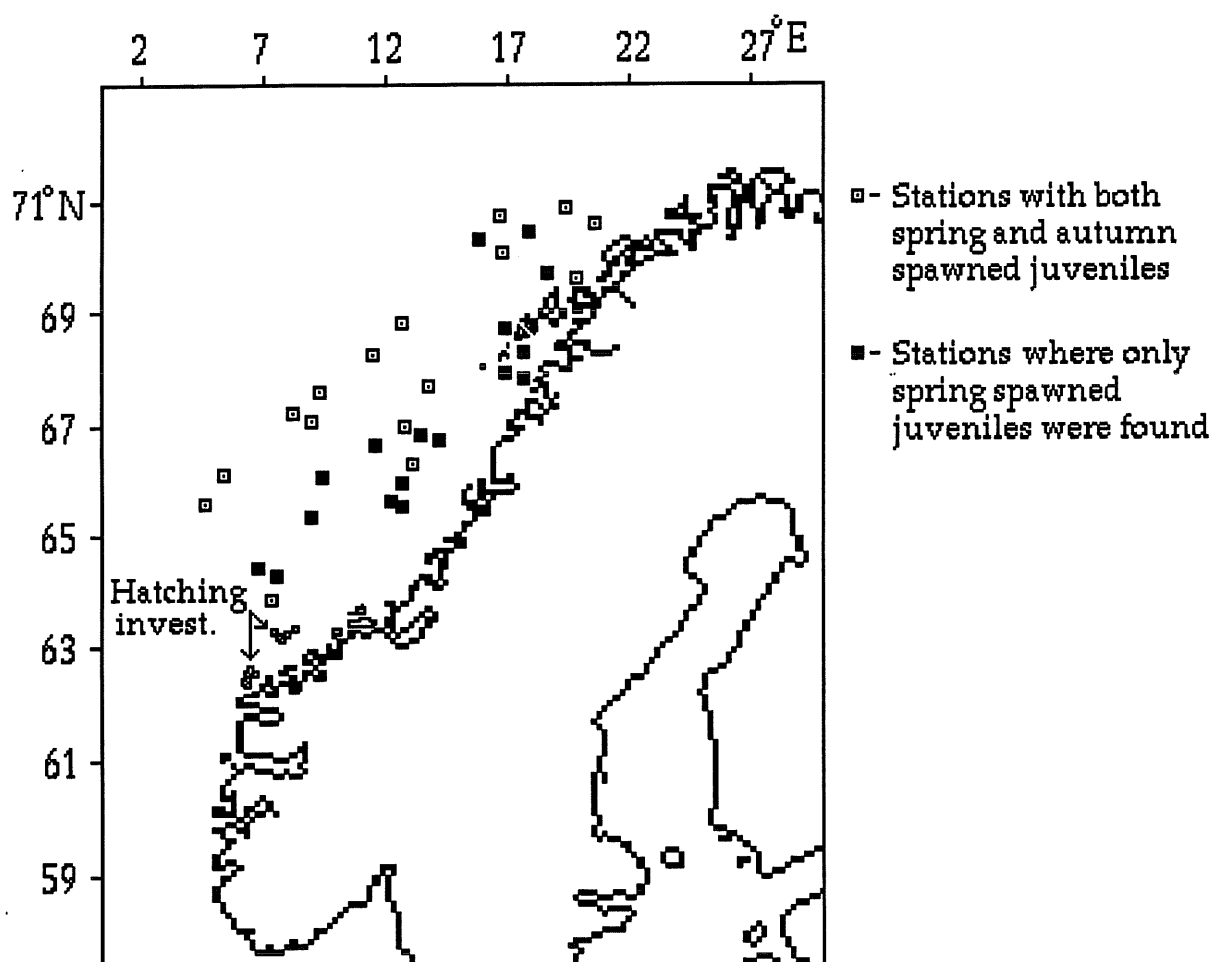 2 7 12 17 22 27°E
71°N
69
67
65
63
61
59
Hatching
invest.
▣- Stations with both
spring and autumn
spawned juveniles
■- Stations where only
spring spawned
juveniles were found